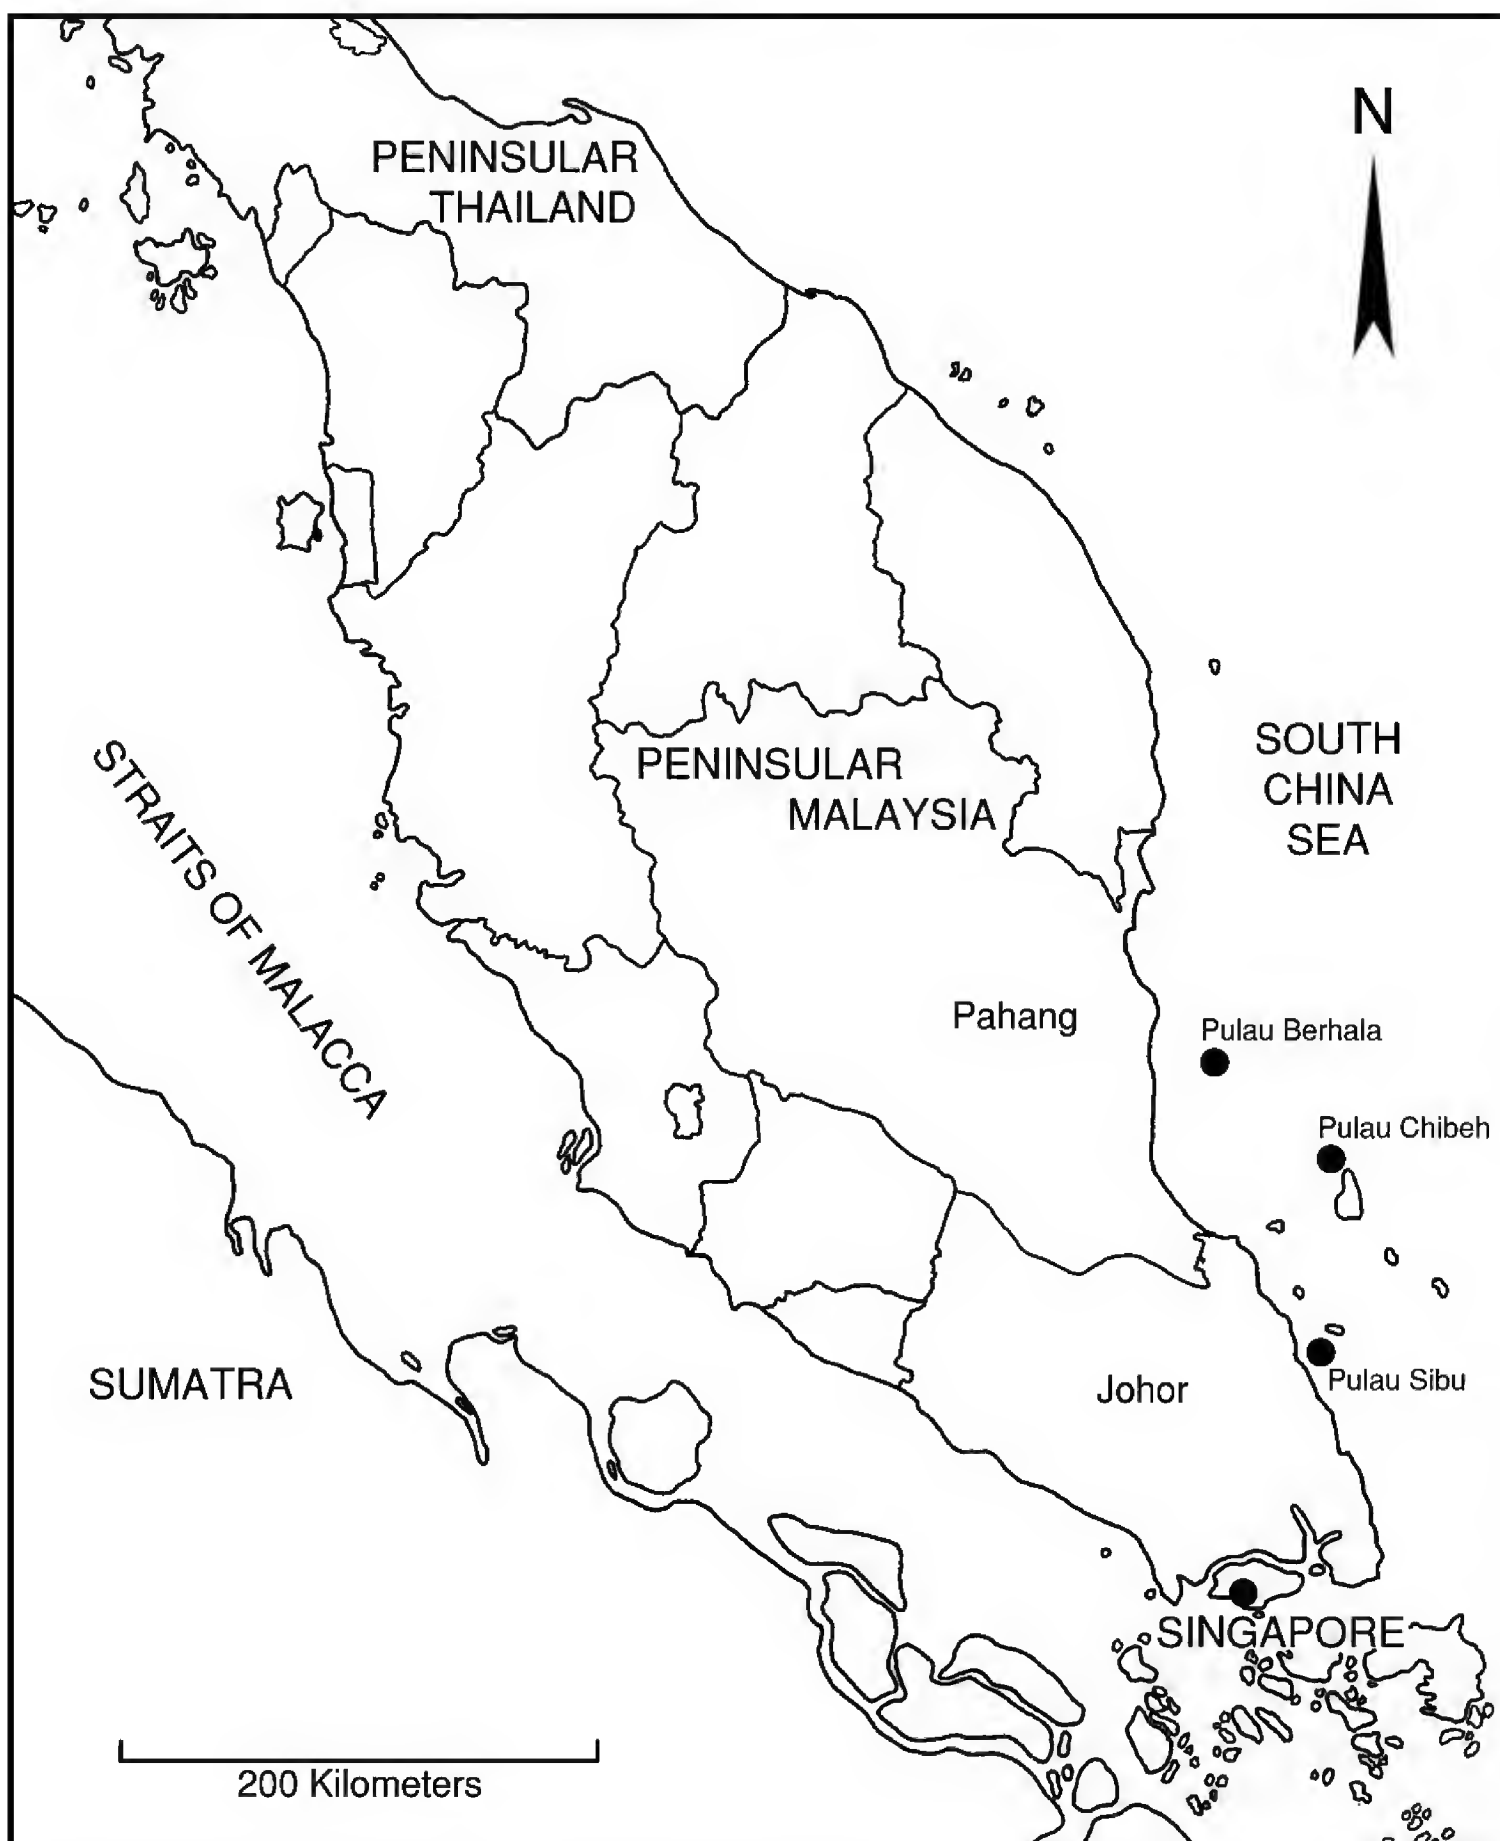 N
PENINSULAR
THAILAND
SOUTH
CHINA
SEA
PENINSULAR
MALAYSIA
STRAITS OF MALACCA
Pahang
Pulau Berhala
Pulau Chibeh
SUMATRA
Johor
Pulau Sibu
SINGAPORE
200 Kilometers